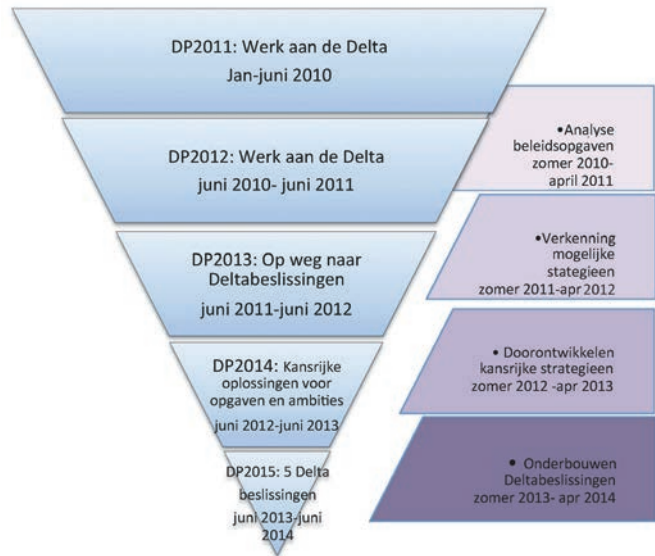 DP2011: Werk aan de Delta
Jan-juni 2010
DP2012: Werk aan de Delta
juni 2010- juni 2011
DP2013: Op weg naar
Deltabeslissingen
juni 2011-juni 2012
DP2014: Kansrijke
oplossingen voor
opgaven en ambities
juni 2012-juni 2013
DP2015: 5 Delta
beslissingen
juni 2013-juni
2014
•Analyse
beleidsopgaven
zomer 2010-
april 2011
•Verkenning
mogelijke
stategieen
zomer 2011-apr 2012
• Doorontwikkelen
kansrijke strategieen
zomer 2012 -apr 2013
• Onderbouwen
Deltabeslissingen
zomer 2013- apr 2014